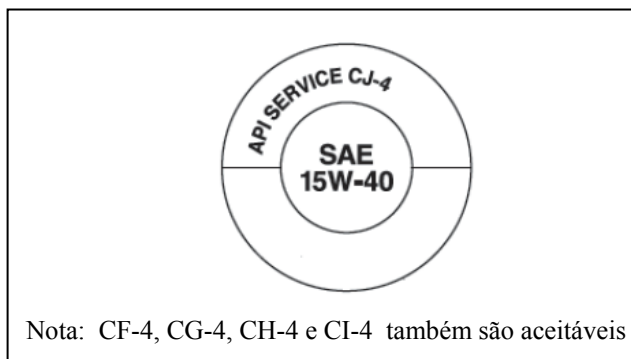 API SERVICE CJ-4
SAE
15W-40
Nota: CF-4, CG-4, CH-4 e CI-4 também são aceitáveis